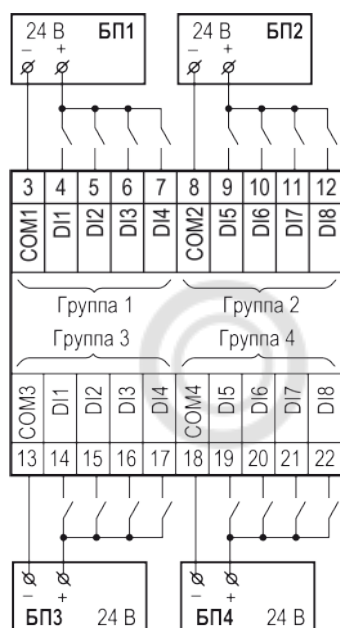 24 В БП1 24 В БП2
– + – +
3 4 5 6 7 8 9 10 11 12
COM1 DI1 DI2 DI3 DI4 COM2 DI5 DI6 DI7 DI8
Группа 1 Группа 2
Группа 3 Группа 4
COM3 DI1 DI2 DI3 DI4 COM4 DI5 DI6 DI7 DI8
13 14 15 16 17 18 19 20 21 22
– + – +
БП3 24 В БП4 24 В